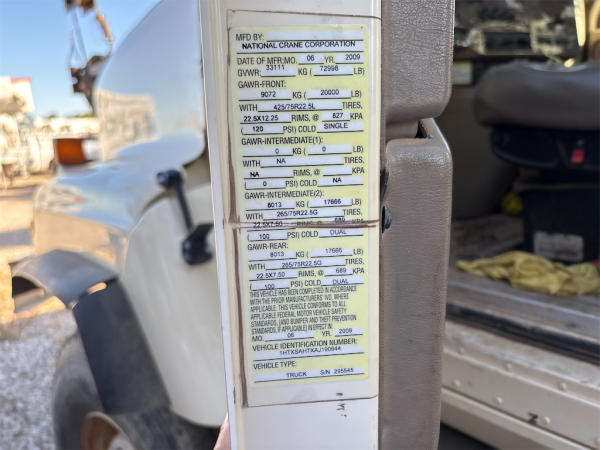 MFD BY:
NATIONAL CRANE CORPORATION
DATE OF MFR:MO. 06 YR. 2009
GVWR: 33111 KG ( 72998 LB)
GAWR-FRONT:
9072 KG ( 20000 LB)
WITH 425/75R22.5L TIRES,
22.5X12.25 RIMS, @ 827 KPA
( 120 PSI) COLD SINGLE
GAWR-INTERMEDIATE(1):
0 KG ( 0 LB)
WITH NA TIRES,
NA RIMS, @ KPA
( 0 PSI) COLD NA
GAWR-INTERMEDIATE(2):
8013 KG ( 17666 LB)
WITH 265/75R22.5G TIRES
22.5X7.50 RIMS, @ 689 KPA
( 100 PSI) COLD DUAL
GAWR-REAR:
8013 KG ( 17666 LB)
WITH 265/75R22.5G TIRES,
22.5X7.50 RIMS, @ 689 KPA
( 100 PSI) COLD DUAL
THIS VEHICLE HAS BEEN COMPLETED IN ACCORDANCE
WITH THE PRIOR MANUFACTURERS' IVD, WHERE
APPLICABLE. THIS VEHICLE CONFORMS TO ALL
APPLICABLE FEDERAL MOTOR VEHICLE SAFETY
STANDARDS, [AND BUMPER AND THEFT PREVENTION
STANDARDS, IF APPLICABLE) IN EFFECT IN
MO. 06 YR. 2009
VEHICLE IDENTIFICATION NUMBER:
1HTXSAHTXAJ190644
VEHICLE TYPE:
TRUCK S/N 295545